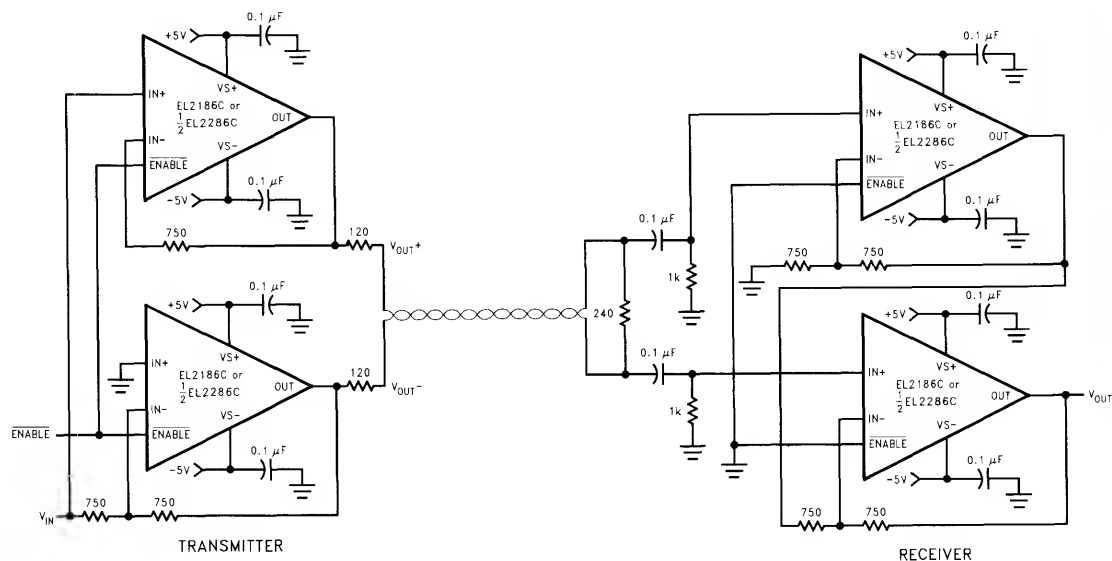 0.1 µF
+5V
VS+
IN+
EL2186C or
1/2 EL2286C
OUT
IN-
VS-
ENABLE
0.1 µF
-5V
750
120
VOUT+
0.1 µF
+5V
VS+
IN+
EL2186C or
1/2 EL2286C
OUT
120
VOUT-
IN-
VS-
ENABLE
ENABLE
0.1 µF
-5V
VIN
750
750
TRANSMITTER
0.1 µF
1k
240
0.1 µF
1k
0.1 µF
+5V
VS+
IN+
EL2186C or
1/2 EL2286C
OUT
IN-
VS-
ENABLE
0.1 µF
-5V
750
750
0.1 µF
+5V
VS+
IN+
EL2186C or
1/2 EL2286C
OUT
VOUT
IN-
VS-
ENABLE
0.1 µF
-5V
750
750
RECEIVER